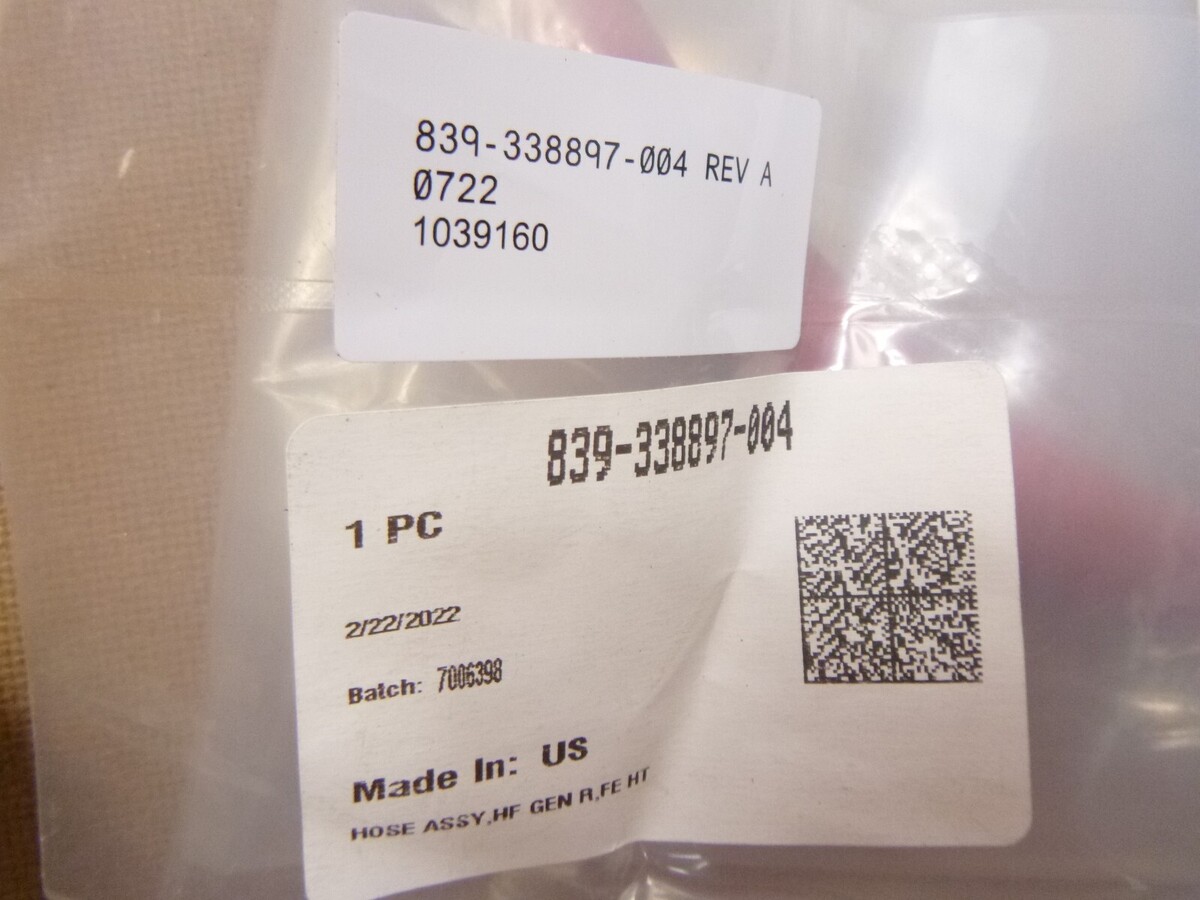 839-338897-004 REV A
0722
1039160
839-338897-004
1 PC
2/22/2022
Batch: 7006398
Made In: US
HOSE ASSY,HF GEN R,FE HT